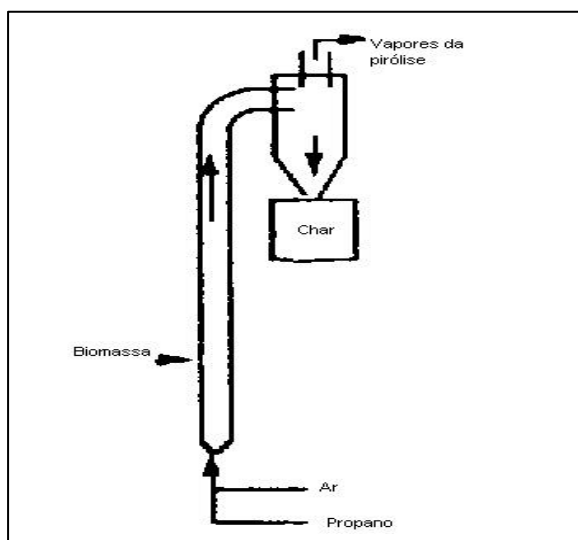 Vapores da
pirólise
Char
Biomassa
Ar
Propano